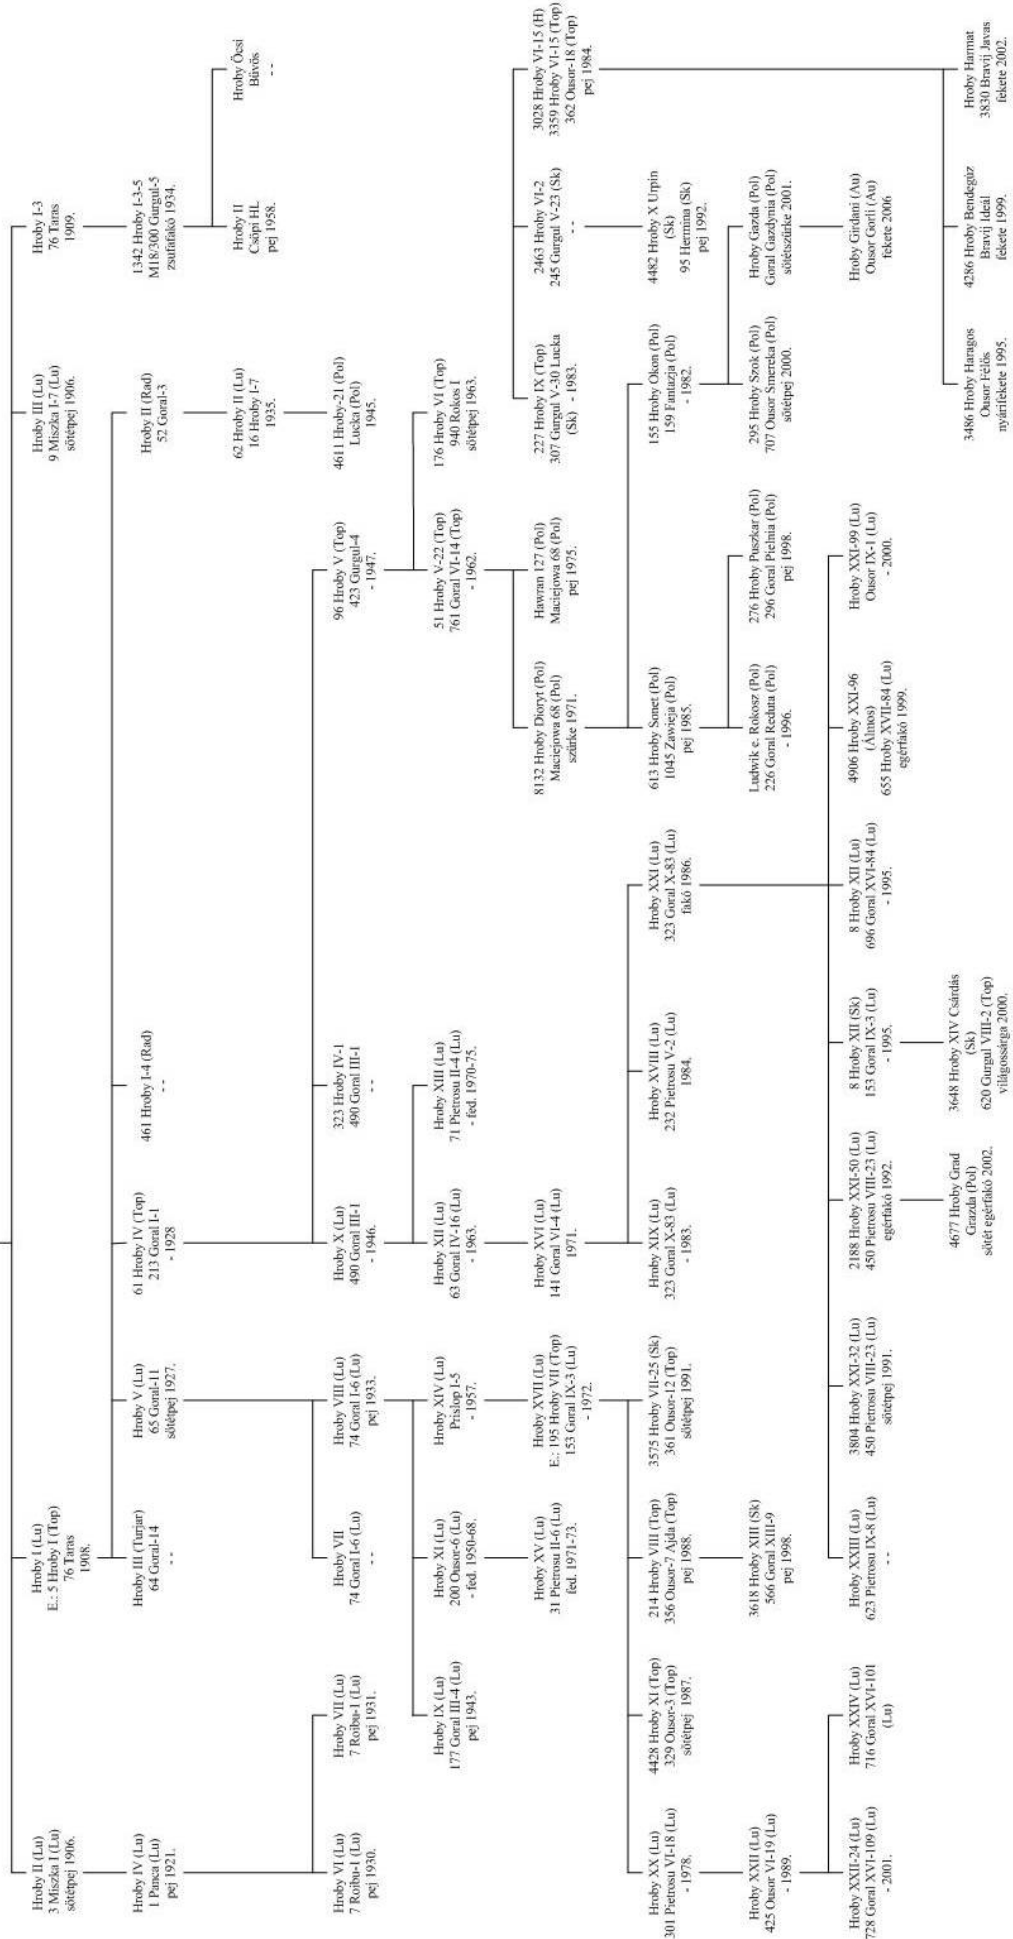 Hroby II (Lu)
3 Miszka I (Lu)
sötétpej 1906.
Hroby I (Lu)
E.: 5 Hroby I (Top)
76 Taras
1908.
Hroby III (Lu)
9 Miszka I-7 (Lu)
sötétpej 1906.
Hroby I-3
76 Taras
1909.
Hroby IV (Lu)
1 Panca (Lu)
pej 1921.
Hroby III (Turjar)
64 Goral-14
- -
Hroby V (Lu)
65 Goral-11
sötétpej 1927.
61 Hroby IV (Top)
213 Goral I-1
- 1928
461 Hroby I-4 (Rad)
- -
Hroby II (Rad)
52 Goral-3
1342 Hroby I-3-5
M18/300 Gurgul-5
zsufafakó 1934.
62 Hroby II (Lu)
16 Hroby I-7
1935.
Hroby II
Csöpi HL
pej 1958.
Hroby Öcsi
Bűvös
- -
Hroby VI (Lu)
7 Roibu-1 (Lu)
pej 1930.
Hroby VII (Lu)
7 Roibu-1 (Lu)
pej 1931.
Hroby VII
74 Goral I-6 (Lu)
- -
Hroby VIII (Lu)
74 Goral I-6 (Lu)
pej 1933.
Hroby X (Lu)
490 Goral III-1
- 1946.
323 Hroby IV-1
490 Goral III-1
- -
96 Hroby V (Top)
423 Gurgul-4
- 1947.
4611 Hroby-21 (Pol)
Lucka (Pol)
1945.
Hroby IX (Lu)
177 Goral III-4 (Lu)
pej 1943.
Hroby XI (Lu)
200 Ousor-6 (Lu)
- fed. 1950-68.
Hroby XIV (Lu)
Prislop I-5
- 1957.
Hroby XII (Lu)
63 Goral IV-16 (Lu)
- 1963.
Hroby XIII (Lu)
71 Pietrosu II-4 (Lu)
- fed. 1970-75.
51 Hroby V-22 (Top)
761 Goral VI-14 (Top)
- 1962.
176 Hroby VI (Top)
940 Rokos I
sötétpej 1963.
Hroby XV (Lu)
31 Pietrosu II-6 (Lu)
fed. 1971-73.
Hroby XVII (Lu)
E.: 195 Hroby VII (Top)
153 Goral IX-3 (Lu)
- 1972.
Hroby XVI (Lu)
141 Goral VI-4 (Lu)
1971.
8132 Hroby Dioryt (Pol)
Maciejowa 68 (Pol)
szürke 1971.
Hawran 127 (Pol)
Maciejowa 68 (Pol)
pej 1975.
227 Hroby IX (Top)
307 Gurgul V-30 Lucka
(Sk) - 1983.
2463 Hroby VI-2
245 Gurgul V-23 (Sk)
- -
3028 Hroby VI-15 (H)
3359 Hroby VI-15 (Top)
362 Ousor-18 (Top)
pej 1984.
Hroby XX (Lu)
301 Pietrosu VI-18 (Lu)
- 1978.
4428 Hroby XI (Top)
329 Ousor-3 (Top)
sötétpej 1987.
214 Hroby VIII (Top)
356 Ousor-7 Ajda (Top)
pej 1988.
3575 Hroby VII-25 (Sk)
361 Ousor-12 (Top)
sötétpej 1991.
Hroby XIX (Lu)
323 Goral X-83 (Lu)
- 1983.
Hroby XVIII (Lu)
232 Pietrosu V-2 (Lu)
1984.
Hroby XXI (Lu)
323 Goral X-83 (Lu)
fakó 1986.
613 Hroby Sonet (Pol)
1045 Zawieja (Pol)
pej 1985.
155 Hroby Okon (Pol)
159 Fantazja (Pol)
- 1982.
4482 Hroby X Urpin
(Sk)
95 Hermina (Sk)
pej 1992.
Hroby XXII (Lu)
425 Ousor VI-19 (Lu)
- 1989.
3618 Hroby XIII (Sk)
566 Goral XIII-9
pej 1998.
Ludwik e. Rokosz (Pol)
226 Goral Reduta (Pol)
- 1996.
276 Hroby Puszkar (Pol)
296 Goral Pielnia (Pol)
pej 1998.
295 Hroby Szok (Pol)
707 Ousor Smereka (Pol)
sötétpej 2000.
Hroby Gazda (Pol)
Goral Gazdynia (Pol)
sötétszürke 2001.
Hroby XXII-24 (Lu)
728 Goral XVI-109 (Lu)
- 2001.
Hroby XXIV (Lu)
716 Goral XVI-101
(Lu)
Hroby XXIII (Lu)
623 Pietrosu IX-8 (Lu)
- -
3804 Hroby XXI-32 (Lu)
450 Pietrosu VIII-23 (Lu)
sötétpej 1991.
2188 Hroby XXI-50 (Lu)
450 Pietrosu VIII-23 (Lu)
egérfakó 1992.
8 Hroby XII (Sk)
153 Goral IX-3 (Lu)
- 1995.
8 Hroby XII (Lu)
696 Goral XVI-84 (Lu)
- 1995.
4906 Hroby XXI-96
(Álmos)
655 Hroby XVII-84 (Lu)
egérfakó 1999.
Hroby XXI-99 (Lu)
Ousor IX-1 (Lu)
- 2000.
Hroby Girdani (Au)
Ousor Gorli (Au)
fekete 2006
4677 Hroby Grad
Grazda (Pol)
sötét egérfakó 2002.
3648 Hroby XIV Csárdás
(Sk)
620 Gurgul VIII-2 (Top)
világossárga 2000.
3486 Hroby Haragos
Ousor Félős
nyárifekete 1995.
4286 Hroby Bendegúz
Bravij Ideál
fekete 1999.
Hroby Harmat
3830 Bravij Javas
fekete 2002.